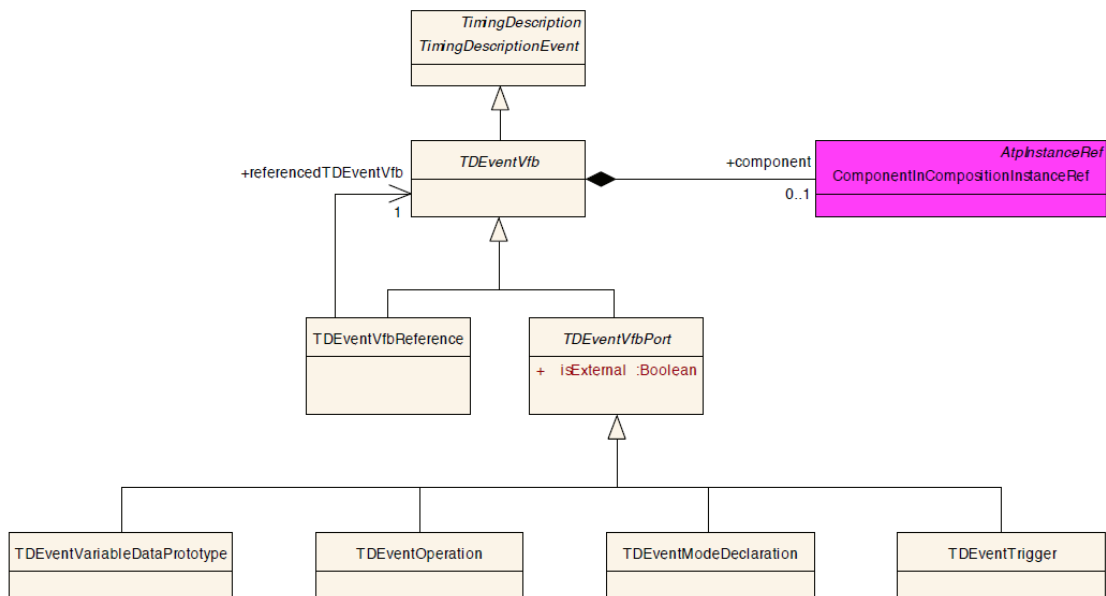 TimingDescription
TimingDescriptionEvent
TDEventVfb
+referencedTDEventVfb
1
+component
0..1
AtpInstanceRef
ComponentInCompositionInstanceRef
TDEventVfbReference
TDEventVfbPort
+ isExternal :Boolean
TDEventVariableDataPrototype
TDEventOperation
TDEventModeDeclaration
TDEventTrigger